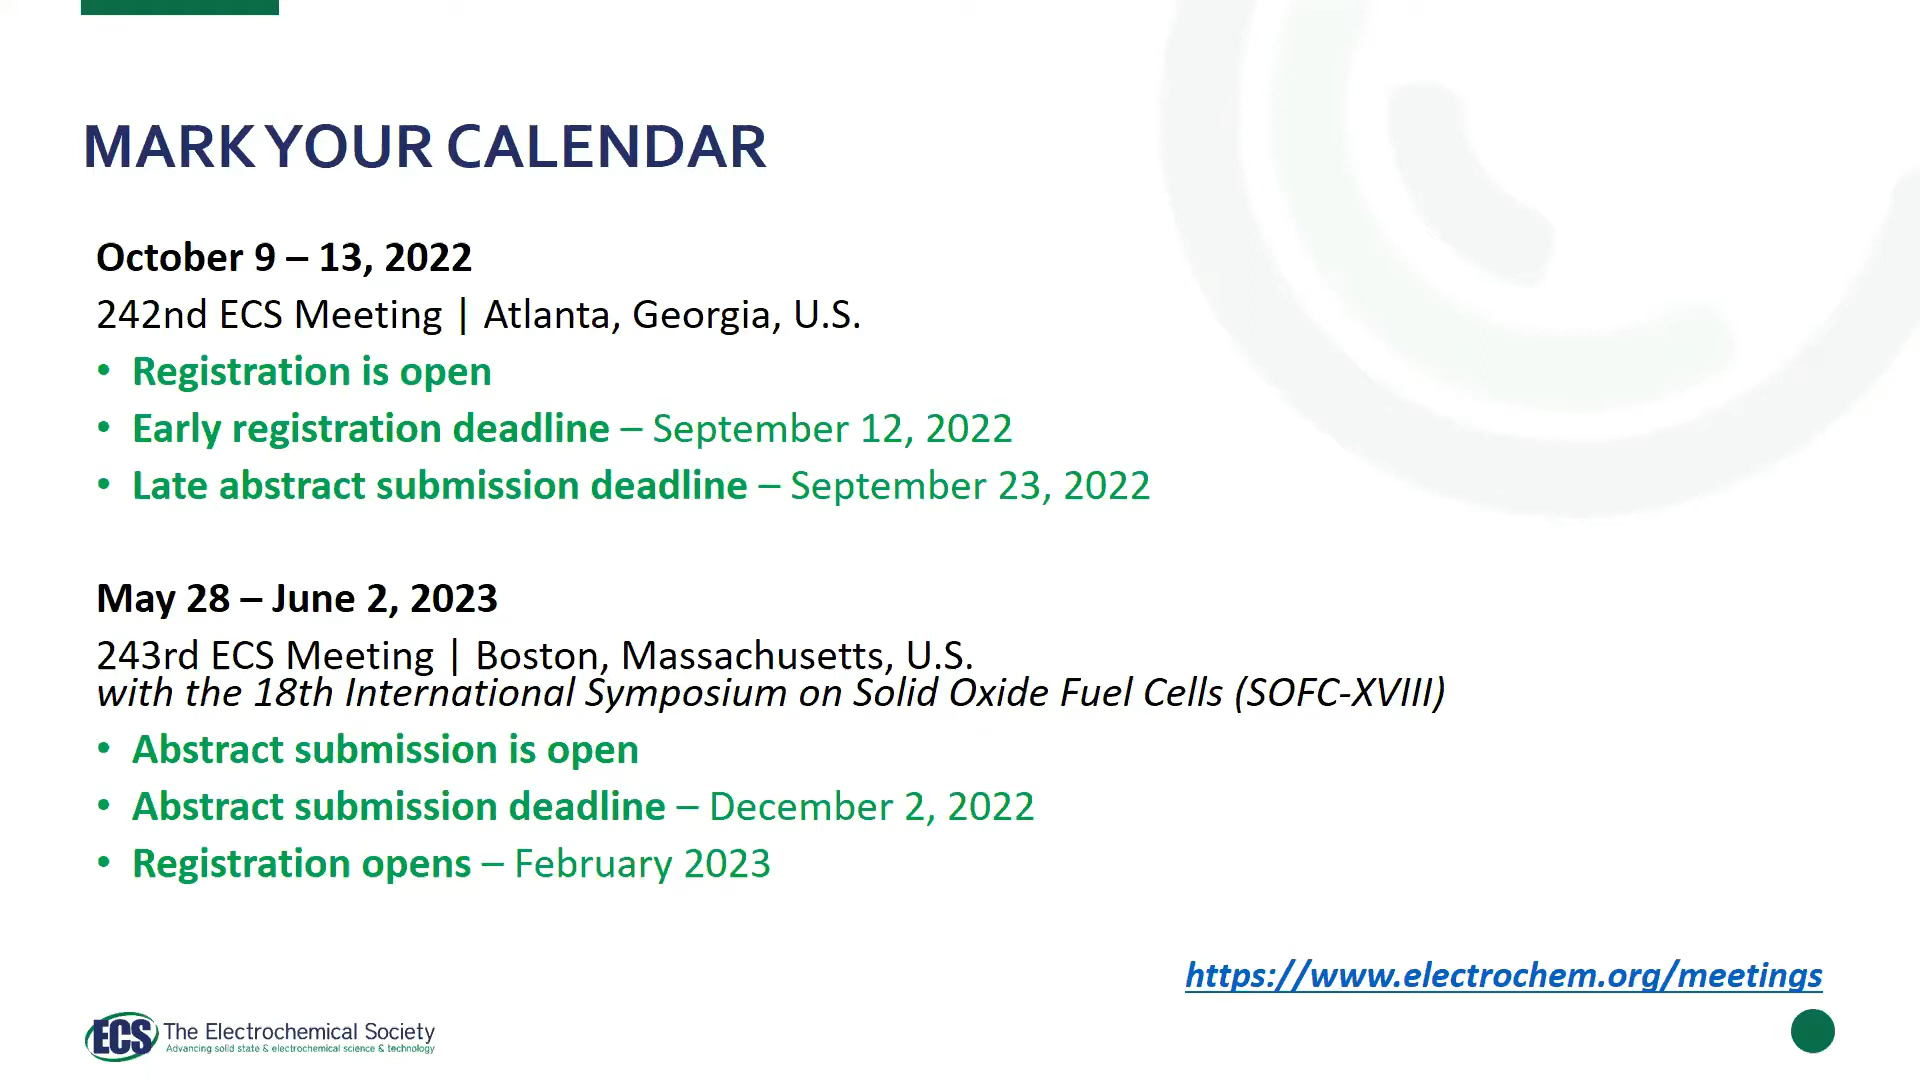 MARK YOUR CALENDAR
October 9 – 13, 2022
242nd ECS Meeting | Atlanta, Georgia, U.S.
• Registration is open
• Early registration deadline – September 12, 2022
• Late abstract submission deadline – September 23, 2022
May 28 – June 2, 2023
243rd ECS Meeting | Boston, Massachusetts, U.S.
with the 18th International Symposium on Solid Oxide Fuel Cells (SOFC-XVIII)
• Abstract submission is open
• Abstract submission deadline – December 2, 2022
• Registration opens – February 2023
https://www.electrochem.org/meetings
ECS The Electrochemical Society
Advancing solid state & electrochemical science & technology